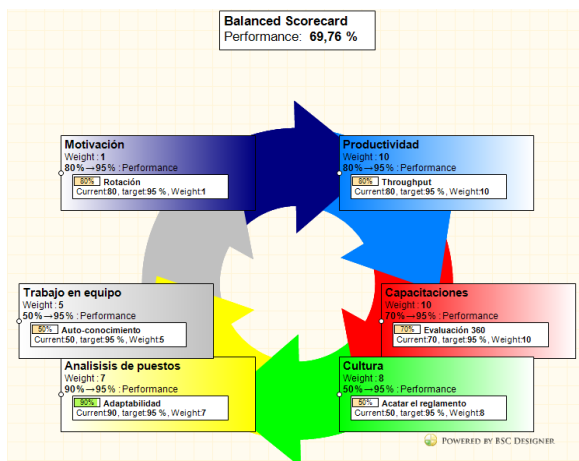 Balanced Scorecard
Performance: 69,76 %
Motivación
Weight : 1
80%→95% : Performance
80% Rotación
Current:80, target:95 %, Weight:1
Productividad
Weight : 10
80%→95% : Performance
80% Throughput
Current:80, target:95 %, Weight:10
Trabajo en equipo
Weight : 5
50%→95% : Performance
50% Auto-conocimiento
Current:50, target:95 %, Weight:5
Capacitaciones
Weight : 10
70%→95% : Performance
70% Evaluación 360
Current:70, target:95 %, Weight:10
Analisisis de puestos
Weight : 7
90%→95% : Performance
90% Adaptabilidad
Current:90, target:95 %, Weight:7
Cultura
Weight : 8
50%→95% : Performance
50% Acatar el reglamento
Current:50, target:95 %, Weight:8
POWERED BY BSC DESIGNER